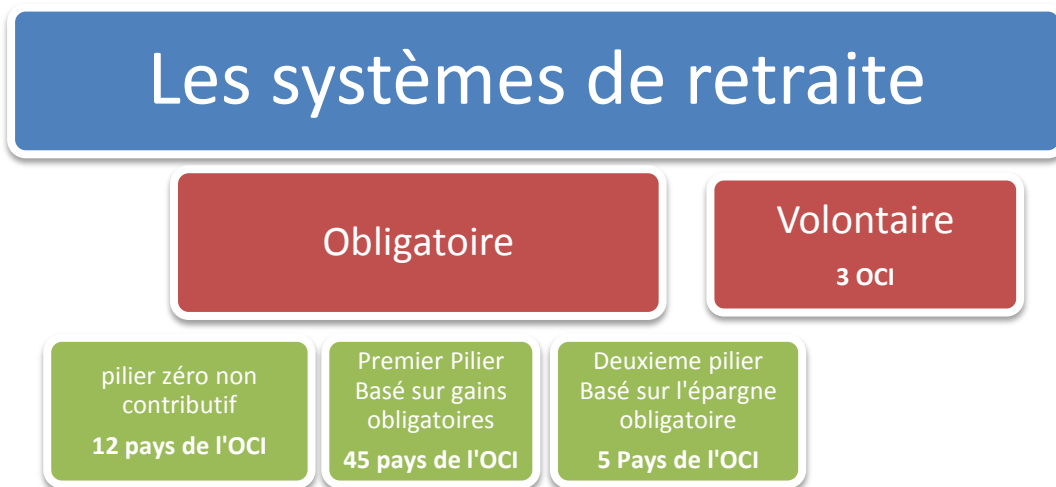 Les systèmes de retraite
Obligatoire
Volontaire
3 OCI
pilier zéro non
contributif
12 pays de l'OCI
Premier Pilier
Basé sur gains
obligatoires
45 pays de l'OCI
Deuxieme pilier
Basé sur l'épargne
obligatoire
5 Pays de l'OCI